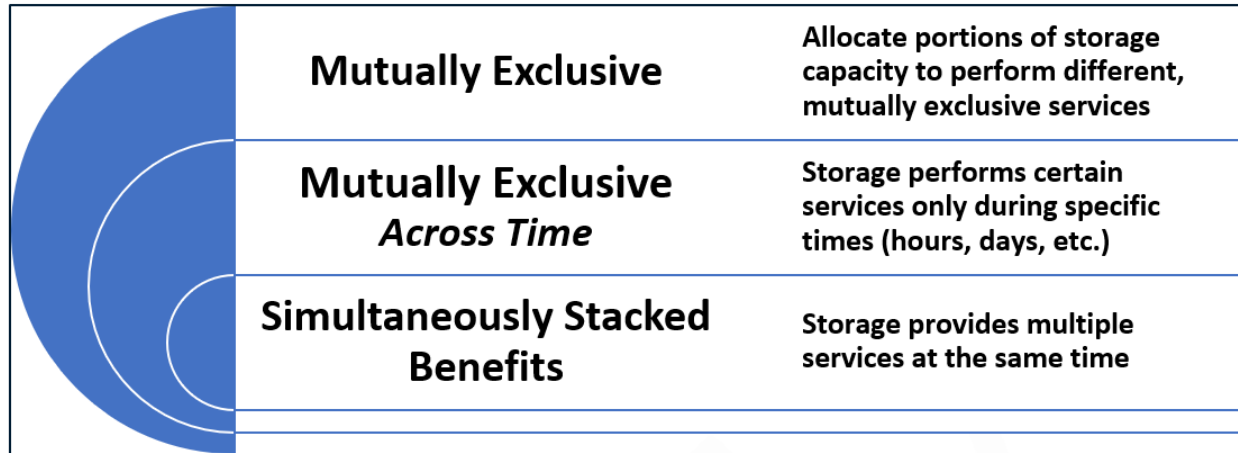 Mutually Exclusive
Allocate portions of storage
capacity to perform different,
mutually exclusive services
Mutually Exclusive
Across Time
Storage performs certain
services only during specific
times (hours, days, etc.)
Simultaneously Stacked
Benefits
Storage provides multiple
services at the same time